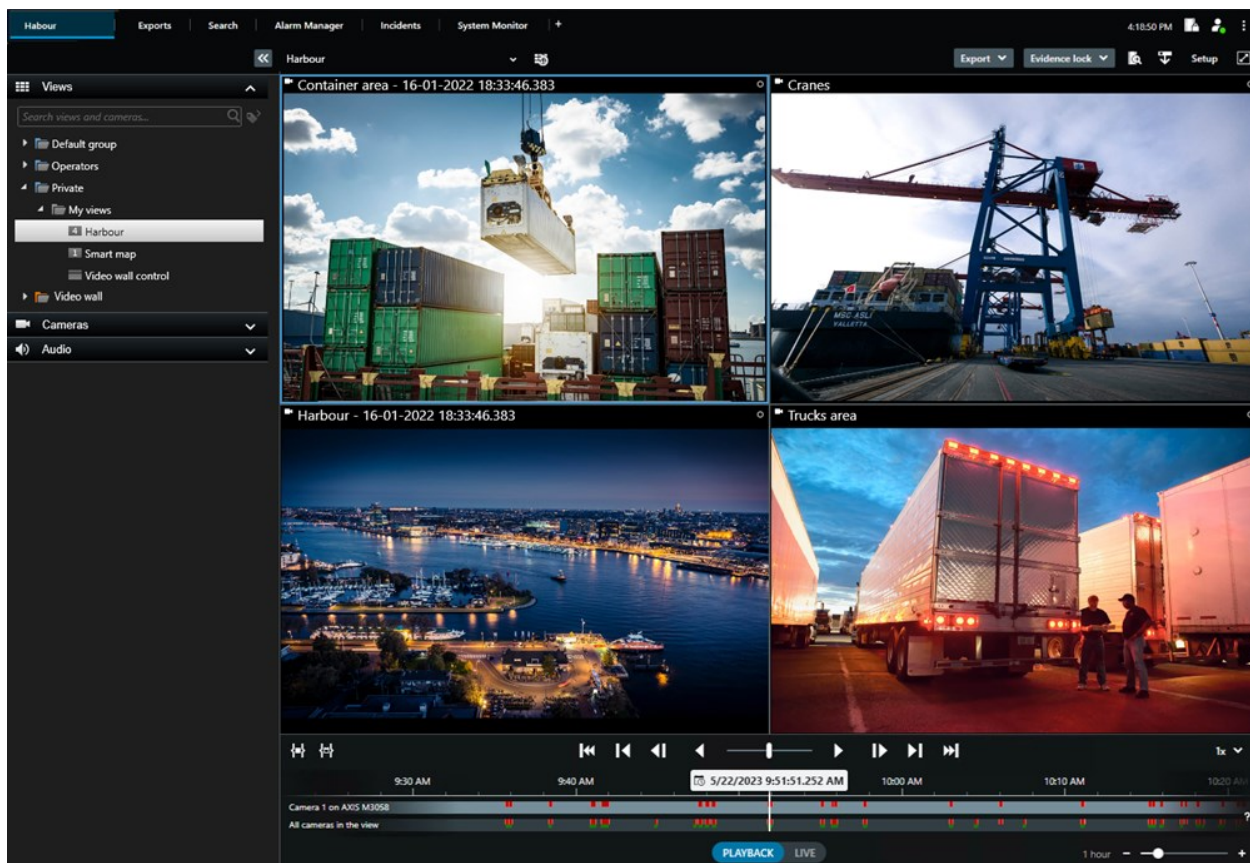 Habour Exports Search Alarm Manager Incidents System Monitor + 4:18:50 PM
Harbour Export Evidence lock Setup
Views
Search views and cameras...
Default group
Operators
Private
My views
4 Harbour
1 Smart map
Video wall control
Video wall
Cameras
Audio
Container area - 16-01-2022 18:33:46.383
Cranes
MSC ASLI
VALLETTA
Harbour - 16-01-2022 18:33:46.383
Trucks area
1x
9:30 AM 9:40 AM 5/22/2023 9:51:51.252 AM 10:00 AM 10:10 AM 10:20 AM
Camera 1 on AXIS M3058
All cameras in the view
?
PLAYBACK LIVE 1 hour - +